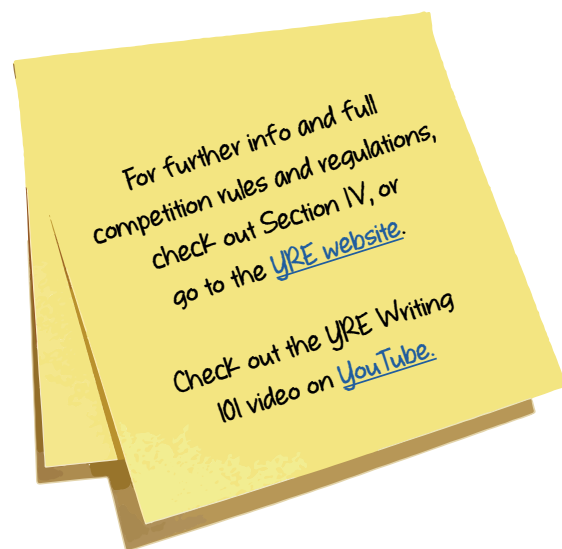 For further info and full
competition rules and regulations,
check out Section IV, or
go to the YRE website.
Check out the YRE Writing
101 video on YouTube.